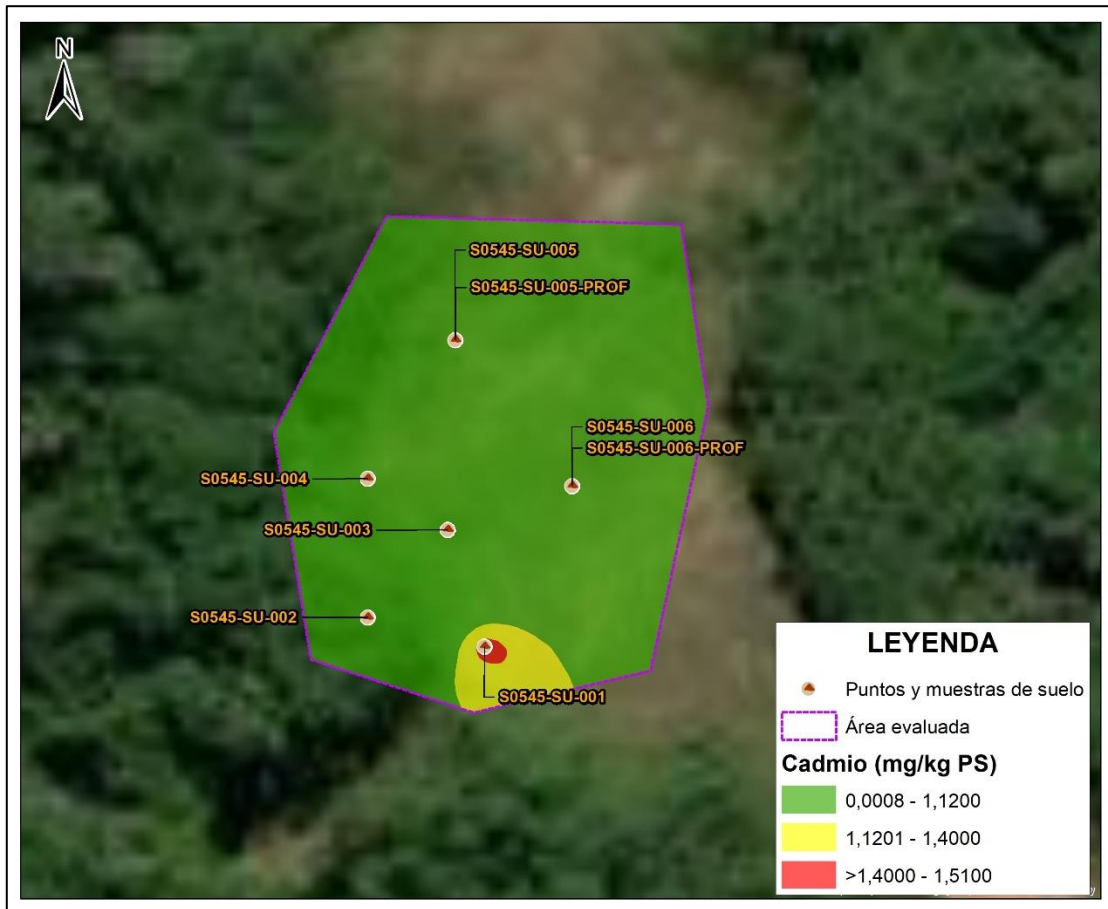 N
S0545-SU-005
S0545-SU-005-PROF
S0545-SU-006
S0545-SU-006-PROF
S0545-SU-004
S0545-SU-003
S0545-SU-002
S0545-SU-001
LEYENDA
Puntos y muestras de suelo
Área evaluada
Cadmio (mg/kg PS)
0,0008 - 1,1200
1,1201 - 1,4000
>1,4000 - 1,5100